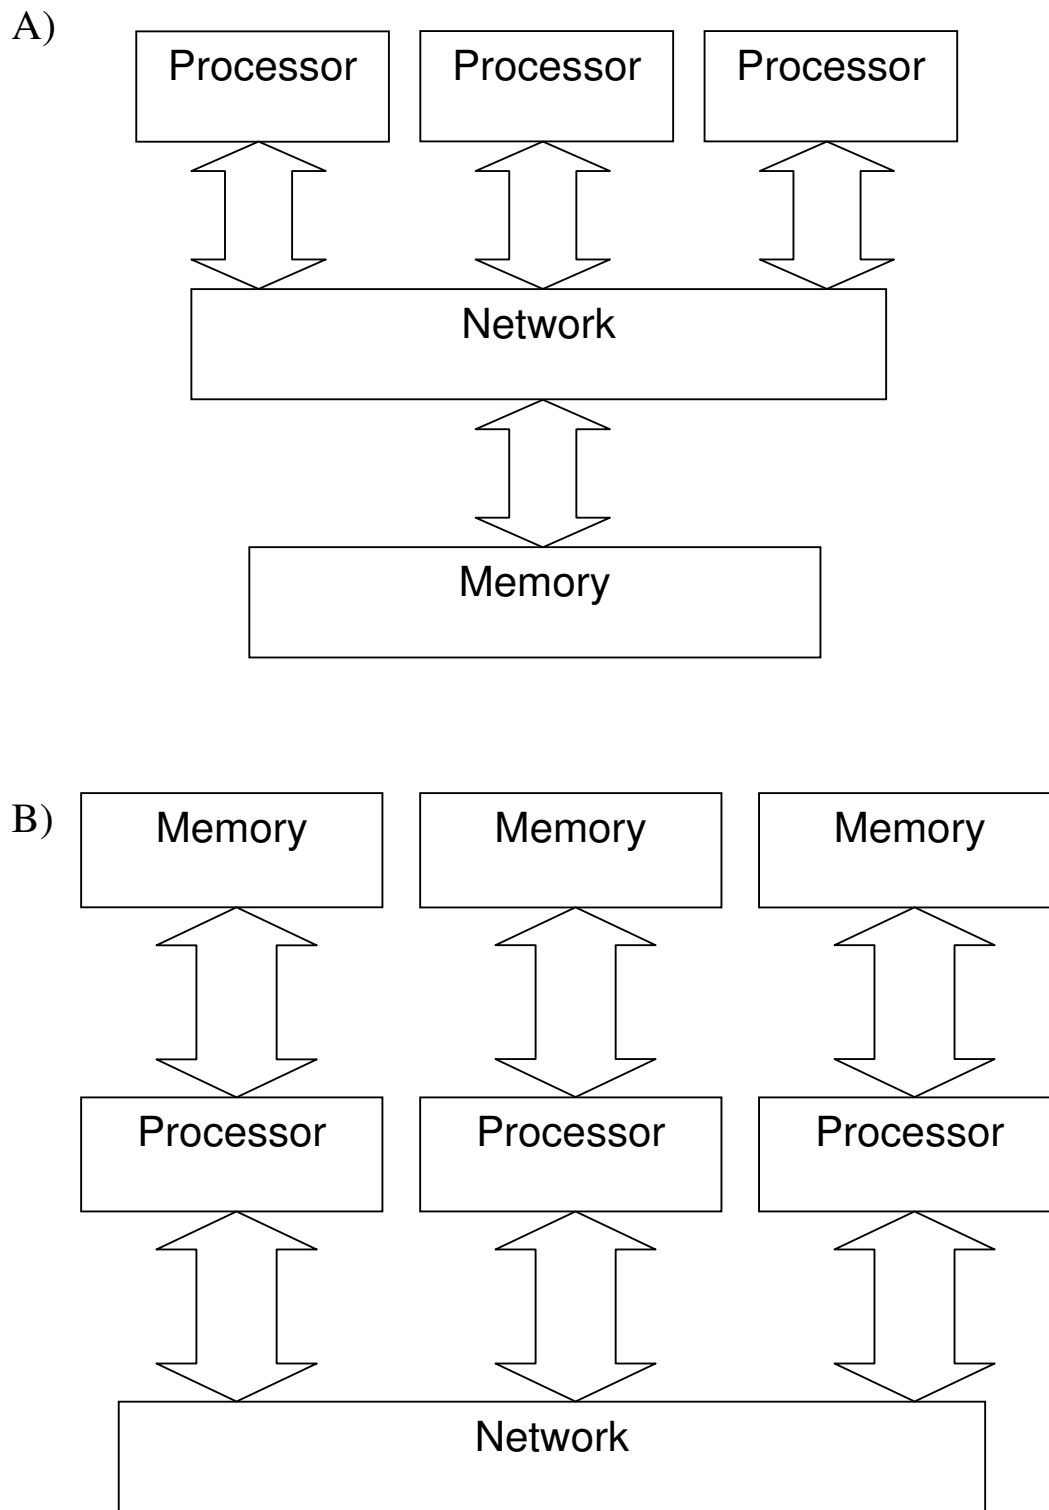 A)
Processor Processor Processor
Network
Memory
B)
Memory Memory Memory
Processor Processor Processor
Network